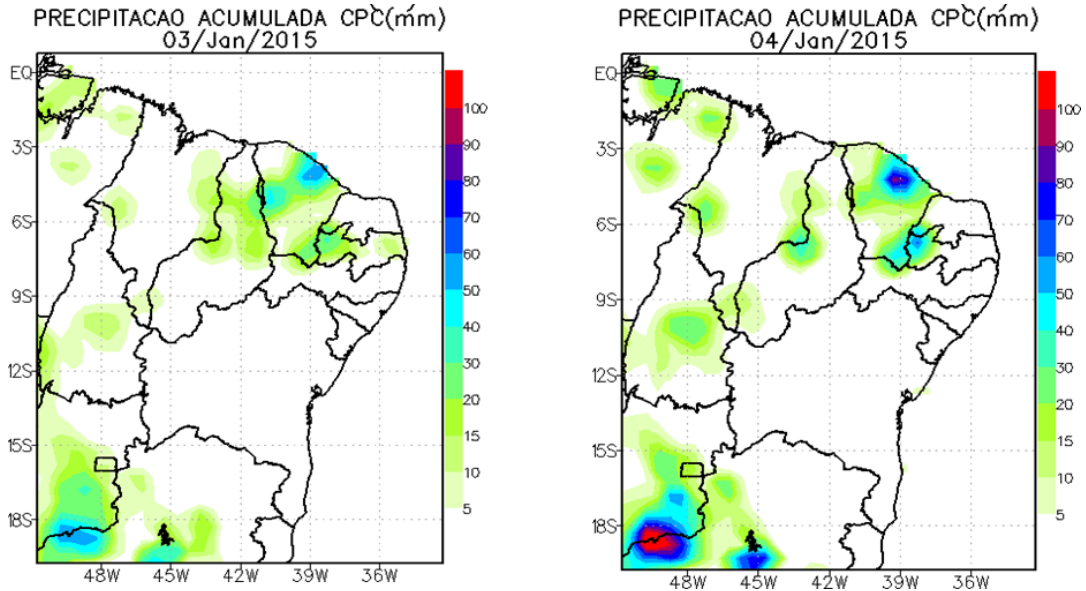 PRECIPITACAO ACUMULADA CPC(mm)
03/Jan/2015
EQ
3S
6S
9S
12S
15S
18S
48W
45W
42W
39W
36W
100
90
80
70
60
50
40
30
20
15
10
5
PRECIPITACAO ACUMULADA CPC(mm)
04/Jan/2015
EQ
3S
6S
9S
12S
15S
18S
48W
45W
42W
39W
36W
100
90
80
70
60
50
40
30
20
15
10
5